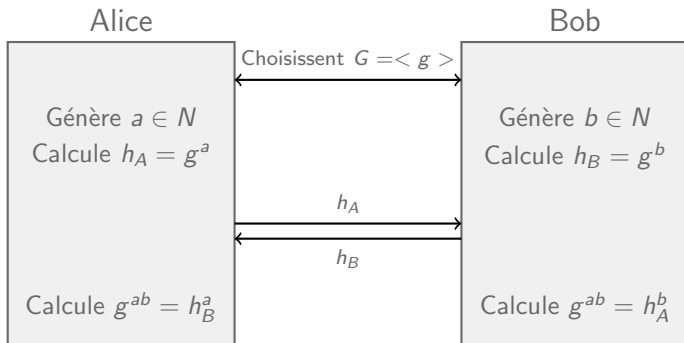 Alice
Bob
Choisissent G =< g >
Génère a ∈ N
Calcule h_A = g^a
Génère b ∈ N
Calcule h_B = g^b
h_A
h_B
Calcule g^{ab} = h_B^a
Calcule g^{ab} = h_A^b